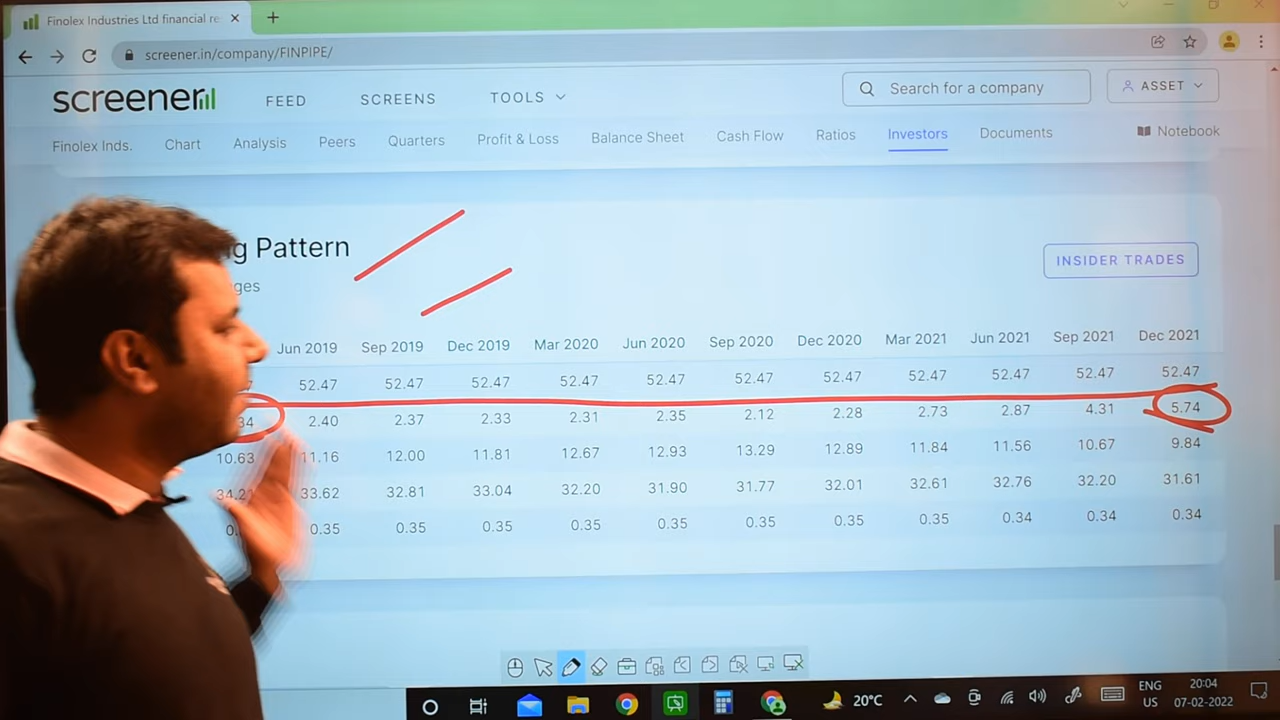 Finolex Industries Ltd financial re
screener.in/company/FINPIPE/
screener FEED SCREENS TOOLS Search for a company ASSET
Finolex Inds. Chart Analysis Peers Quarters Profit & Loss Balance Sheet Cash Flow Ratios Investors Documents Notebook
g Pattern
INSIDER TRADES
ges
Jun 2019 Sep 2019 Dec 2019 Mar 2020 Jun 2020 Sep 2020 Dec 2020 Mar 2021 Jun 2021 Sep 2021 Dec 2021
7 52.47 52.47 52.47 52.47 52.47 52.47 52.47 52.47 52.47 52.47 52.47
34 2.40 2.37 2.33 2.31 2.35 2.12 2.28 2.73 2.87 4.31 5.74
10.63 11.16 12.00 11.81 12.67 12.93 13.29 12.89 11.84 11.56 10.67 9.84
33.62 32.81 33.04 32.20 31.90 31.77 32.01 32.61 32.76 32.20 31.61
0.35 0.35 0.35 0.35 0.35 0.35 0.35 0.35 0.34 0.34 0.34
20°C ENG US 20:04 07-02-2022